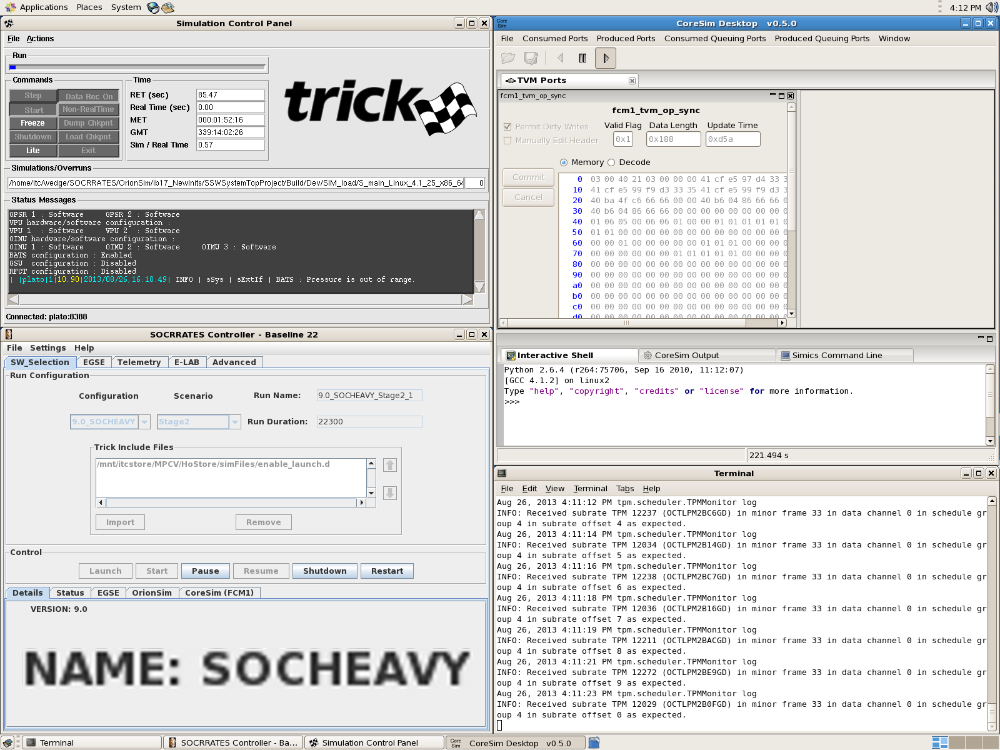 Applications Places System
4:12 PM
Simulation Control Panel
File Actions
Run
Commands
Step Data Rec On
Start Non-RealTime
Freeze Dump Chkpnt
Shutdown Load Chkpnt
Lite Exit
Time
RET (sec) 85.47
Real Time (sec) 0.00
MET 000:01:52:16
GMT 339:14:02:26
Sim / Real Time 0.57
trick
Simulations/Overruns
/home/itc/wedge/SOCRRATES/OrionSim/ib17_NewInits/SSWSystemTopProject/Build/Dev/SIM_load/S_main_Linux_4.1_25_x86_64 0
Status Messages
GPSR 1 : Software GPSR 2 : Software
VPU hardware/software configuration :
VPU 1 : Software VPU 2 : Software
OIMU hardware/software configuration :
OIMU 1 : Software OIMU 2 : Software OIMU 3 : Software
BATS configuration : Enabled
GSU configuration : Disabled
RFCT configuration : Disabled
| |plato|1|10.90|2013/08/26,16:10:49| INFO | sSys | sExtIf | BATS : Pressure is out of range.
Connected: plato:8388
SOCRRATES Controller - Baseline 22
File Settings Help
SW_Selection EGSE Telemetry E-LAB Advanced
Run Configuration
Configuration Scenario Run Name: 9.0_SOCHEAVY_Stage2_1
9.0_SOCHEAVY Stage2 Run Duration: 22300
Trick Include Files
/mnt/itcstore/MPCV/HoStore/simFiles/enable_launch.d
Import Remove
Control
Launch Start Pause Resume Shutdown Restart
Details Status EGSE OrionSim CoreSim (FCM1)
VERSION: 9.0
NAME: SOCHEAVY
Core Sim CoreSim Desktop v0.5.0
File Consumed Ports Produced Ports Consumed Queuing Ports Produced Queuing Ports Window
TVM Ports
fcm1_tvm_op_sync
fcm1_tvm_op_sync
Permit Dirty Writes Valid Flag Data Length Update Time
Manually Edit Header 0x1 0x188 0xd5a
Memory Decode
Commit
Cancel
0 03 00 40 21 03 00 00 00 41 cf e5 97 d4 33 3
10 41 cf e5 99 f9 d3 33 35 41 cf e5 99 f9 d3 3
20 40 ba 4f c6 66 66 00 00 40 b6 04 86 66 66 0
30 40 b6 04 86 66 66 00 00 00 00 00 00 00 00 0
40 01 06 05 00 06 06 01 00 00 01 01 01 01 01 0
50 01 01 00 00 00 00 00 00 00 00 00 00 00 00 0
60 00 00 01 00 00 00 00 00 01 01 01 00 00 00 0
70 00 00 00 00 00 01 01 01 01 01 01 00 00 00 0
80 00 00 00 00 00 00 00 00 00 00 00 00 00 00 0
90 00 00 00 00 00 00 00 00 00 00 00 00 00 00 0
a0 00 00 00 00 00 00 00 00 00 00 00 00 00 00 0
b0 00 00 00 00 00 00 00 00 00 00 00 00 00 00 0
c0 00 00 00 00 00 00 00 00 00 00 00 00 00 00 0
d0 00 00 00 00 00 00 00 00 00 00 00 00 00 00 0
Interactive Shell CoreSim Output Simics Command Line
Python 2.6.4 (r264:75706, Sep 16 2010, 11:12:07)
[GCC 4.1.2] on linux2
Type "help", "copyright", "credits" or "license" for more information.
>>>
221.494 s
Terminal
File Edit View Terminal Tabs Help
Aug 26, 2013 4:11:12 PM tpm.scheduler.TPMMonitor log
INFO: Received subrate TPM 12237 (OCTLPM2BC6GD) in minor frame 33 in data channel 0 in schedule gr
oup 4 in subrate offset 4 as expected.
Aug 26, 2013 4:11:14 PM tpm.scheduler.TPMMonitor log
INFO: Received subrate TPM 12034 (OCTLPM2B14GD) in minor frame 33 in data channel 0 in schedule gr
oup 4 in subrate offset 5 as expected.
Aug 26, 2013 4:11:16 PM tpm.scheduler.TPMMonitor log
INFO: Received subrate TPM 12238 (OCTLPM2BC7GD) in minor frame 33 in data channel 0 in schedule gr
oup 4 in subrate offset 6 as expected.
Aug 26, 2013 4:11:18 PM tpm.scheduler.TPMMonitor log
INFO: Received subrate TPM 12036 (OCTLPM2B16GD) in minor frame 33 in data channel 0 in schedule gr
oup 4 in subrate offset 7 as expected.
Aug 26, 2013 4:11:19 PM tpm.scheduler.TPMMonitor log
INFO: Received subrate TPM 12211 (OCTLPM2BACGD) in minor frame 33 in data channel 0 in schedule gr
oup 4 in subrate offset 8 as expected.
Aug 26, 2013 4:11:21 PM tpm.scheduler.TPMMonitor log
INFO: Received subrate TPM 12272 (OCTLPM2BE9GD) in minor frame 33 in data channel 0 in schedule gr
oup 4 in subrate offset 9 as expected.
Aug 26, 2013 4:11:23 PM tpm.scheduler.TPMMonitor log
INFO: Received subrate TPM 12029 (OCTLPM2B0FGD) in minor frame 33 in data channel 0 in schedule gr
oup 4 in subrate offset 0 as expected.
Terminal SOCRRATES Controller - Ba... Simulation Control Panel Core Sim CoreSim Desktop v0.5.0